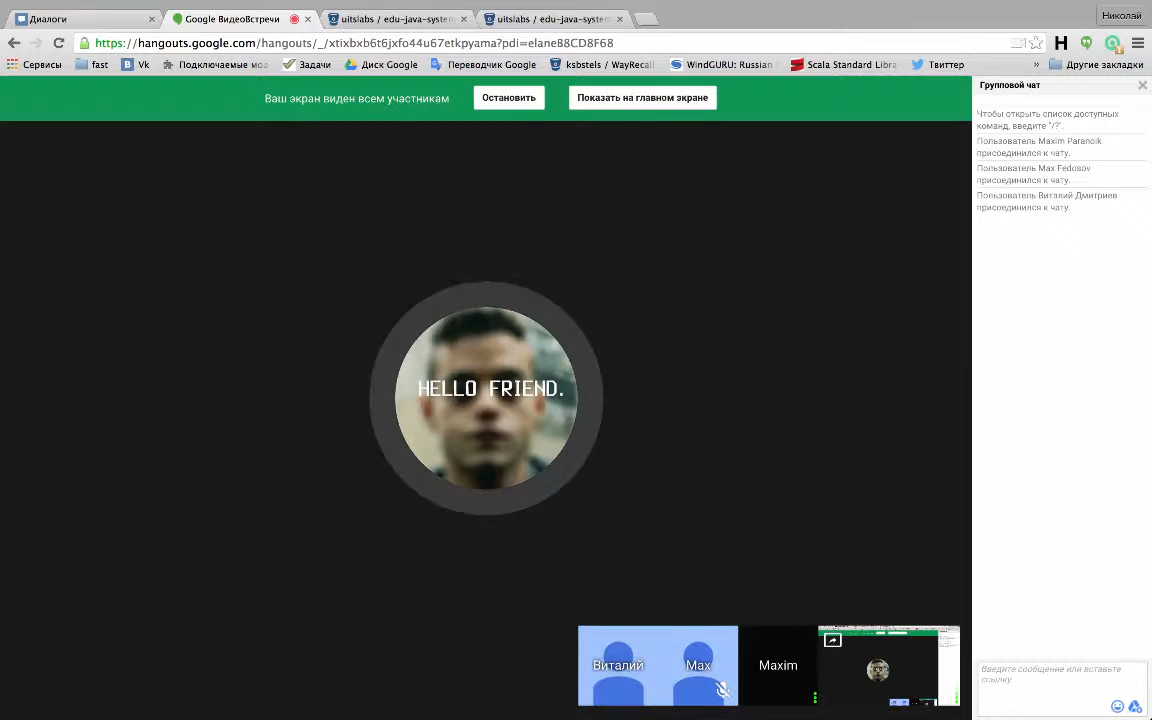 Диалоги
Google ВидеоВстречи
uitslabs / edu-java-system
uitslabs / edu-java-system
Николай
https://hangouts.google.com/hangouts/_/xtixbxb6t6jxfo44u67etkpyama?pdi=elaneB8CD8F68
Сервисы
fast
Vk
Подключаемые мо
Задачи
Диск Google
Переводчик Google
ksbstels / WayRecall
WINDGURU: Russian
Scala Standard Libra
Твиттер
»
Другие закладки
Ваш экран виден всем участникам
Остановить
Показать на главном экране
Групповой чат
Чтобы открыть список доступных
команд, введите "/?".
Пользователь Maxim Paranoik
присоединился к чату.
Пользователь Max Fedosov
присоединился к чату.
Пользователь Виталий Дмитриев
присоединился к чату.
HELLO FRIEND.
Виталий
Max
Maxim
Введите сообщение или вставьте
ссылку